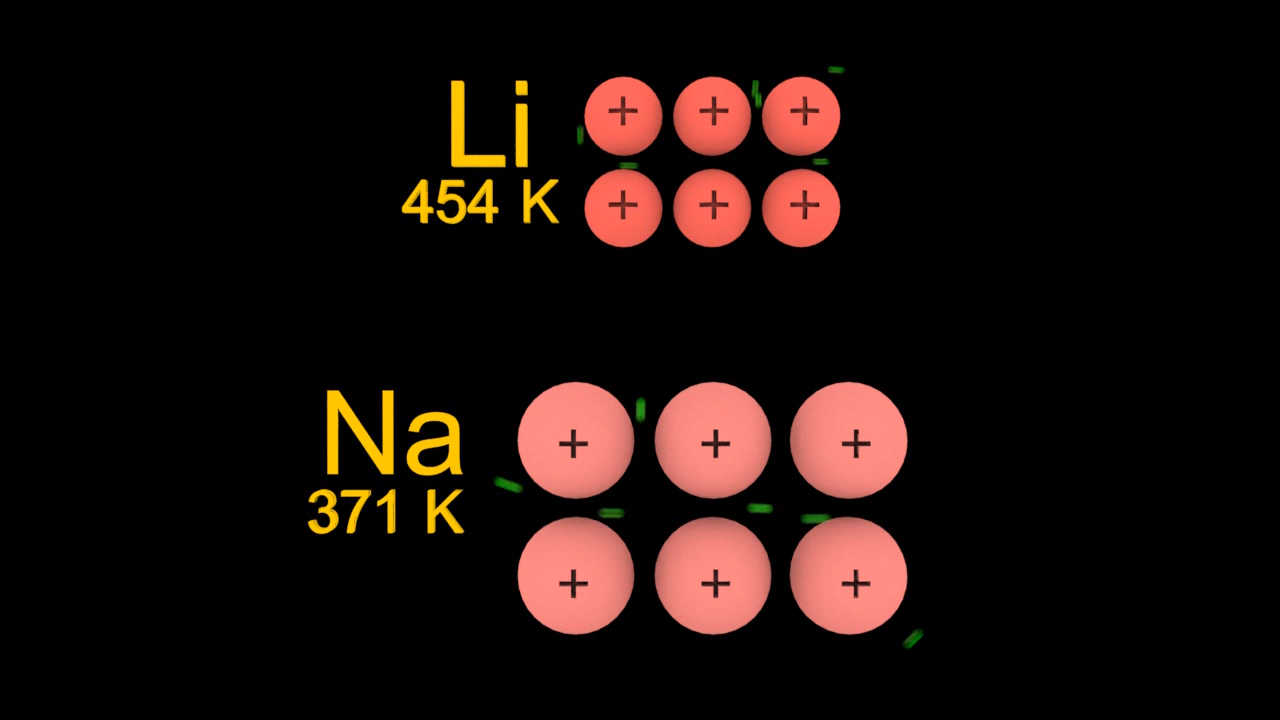 Li
454 K
+ + +
+ + +
Na
371 K
+ + +
+ + +